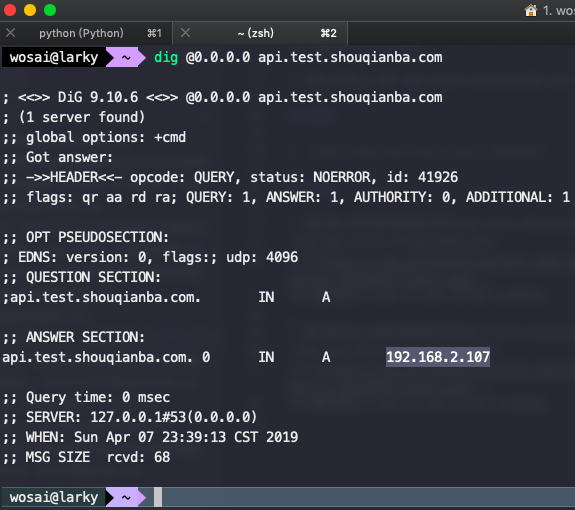 1. wos
python (Python) ⌘1
~ (zsh) ⌘2
wosai@larky ~ dig @0.0.0.0 api.test.shouqianba.com
; <<>> DiG 9.10.6 <<>> @0.0.0.0 api.test.shouqianba.com
; (1 server found)
;; global options: +cmd
;; Got answer:
;; ->>HEADER<<- opcode: QUERY, status: NOERROR, id: 41926
;; flags: qr aa rd ra; QUERY: 1, ANSWER: 1, AUTHORITY: 0, ADDITIONAL: 1
;; OPT PSEUDOSECTION:
; EDNS: version: 0, flags:; udp: 4096
;; QUESTION SECTION:
;api.test.shouqianba.com. IN A
;; ANSWER SECTION:
api.test.shouqianba.com. 0 IN A 192.168.2.107
;; Query time: 0 msec
;; SERVER: 127.0.0.1#53(0.0.0.0)
;; WHEN: Sun Apr 07 23:39:13 CST 2019
;; MSG SIZE rcvd: 68
wosai@larky ~